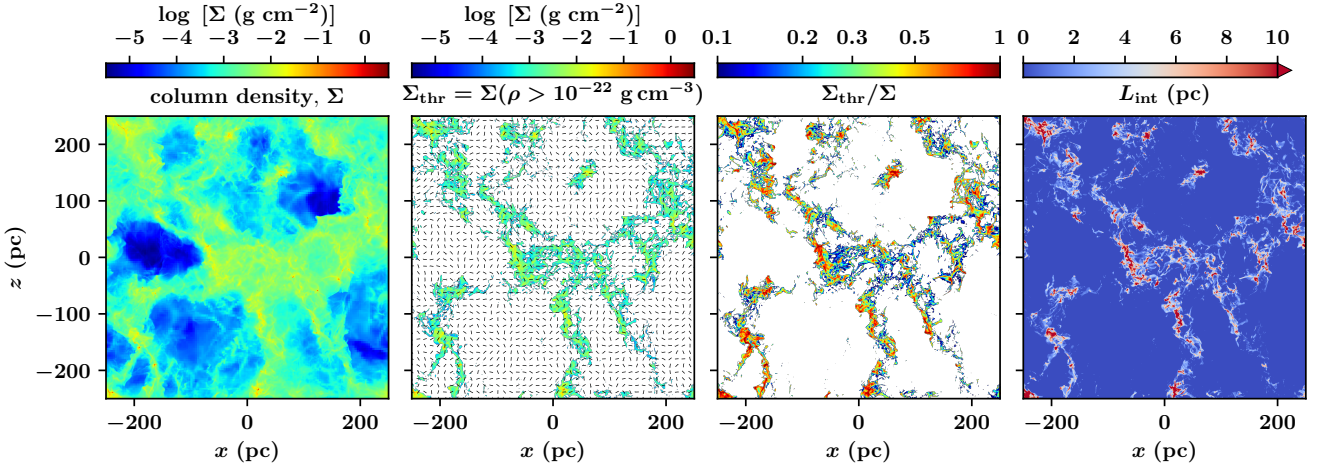 log [Σ (g cm⁻²)] log [Σ (g cm⁻²)]
−5 −4 −3 −2 −1 0 −5 −4 −3 −2 −1 0 0.1 0.2 0.3 0.5 1 0 2 4 6 8 10
column density, Σ Σthr = Σ(ρ > 10⁻²² g cm⁻³) Σthr/Σ Lint (pc)
200
100
0
−100
−200
z (pc)
−200 0 200 −200 0 200 −200 0 200 −200 0 200
x (pc) x (pc) x (pc) x (pc)